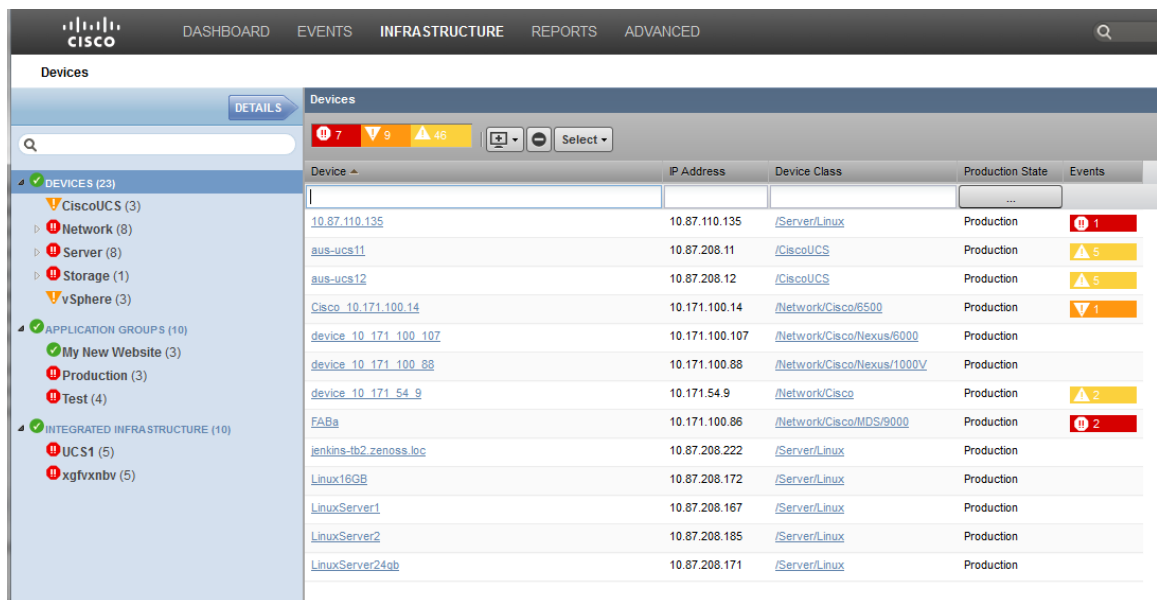 CISCO DASHBOARD EVENTS INFRASTRUCTURE REPORTS ADVANCED
Devices
DETAILS
DEVICES (23)
CiscoUCS (3)
Network (8)
Server (8)
Storage (1)
vSphere (3)
APPLICATION GROUPS (10)
My New Website (3)
Production (3)
Test (4)
INTEGRATED INFRASTRUCTURE (10)
UCS1 (5)
xgfvxnbv (5)
Devices
7 9 46 Select
Device IP Address Device Class Production State Events
...
10.87.110.135 10.87.110.135 /Server/Linux Production 1
aus-ucs11 10.87.208.11 /CiscoUCS Production 5
aus-ucs12 10.87.208.12 /CiscoUCS Production 5
Cisco_10.171.100.14 10.171.100.14 /Network/Cisco/6500 Production 1
device_10_171_100_107 10.171.100.107 /Network/Cisco/Nexus/6000 Production
device_10_171_100_88 10.171.100.88 /Network/Cisco/Nexus/1000V Production
device_10_171_54_9 10.171.54.9 /Network/Cisco Production 2
FABa 10.171.100.86 /Network/Cisco/MDS/9000 Production 2
jenkins-tb2.zenoss.loc 10.87.208.222 /Server/Linux Production
Linux16GB 10.87.208.172 /Server/Linux Production
LinuxServer1 10.87.208.167 /Server/Linux Production
LinuxServer2 10.87.208.185 /Server/Linux Production
LinuxServer24gb 10.87.208.171 /Server/Linux Production